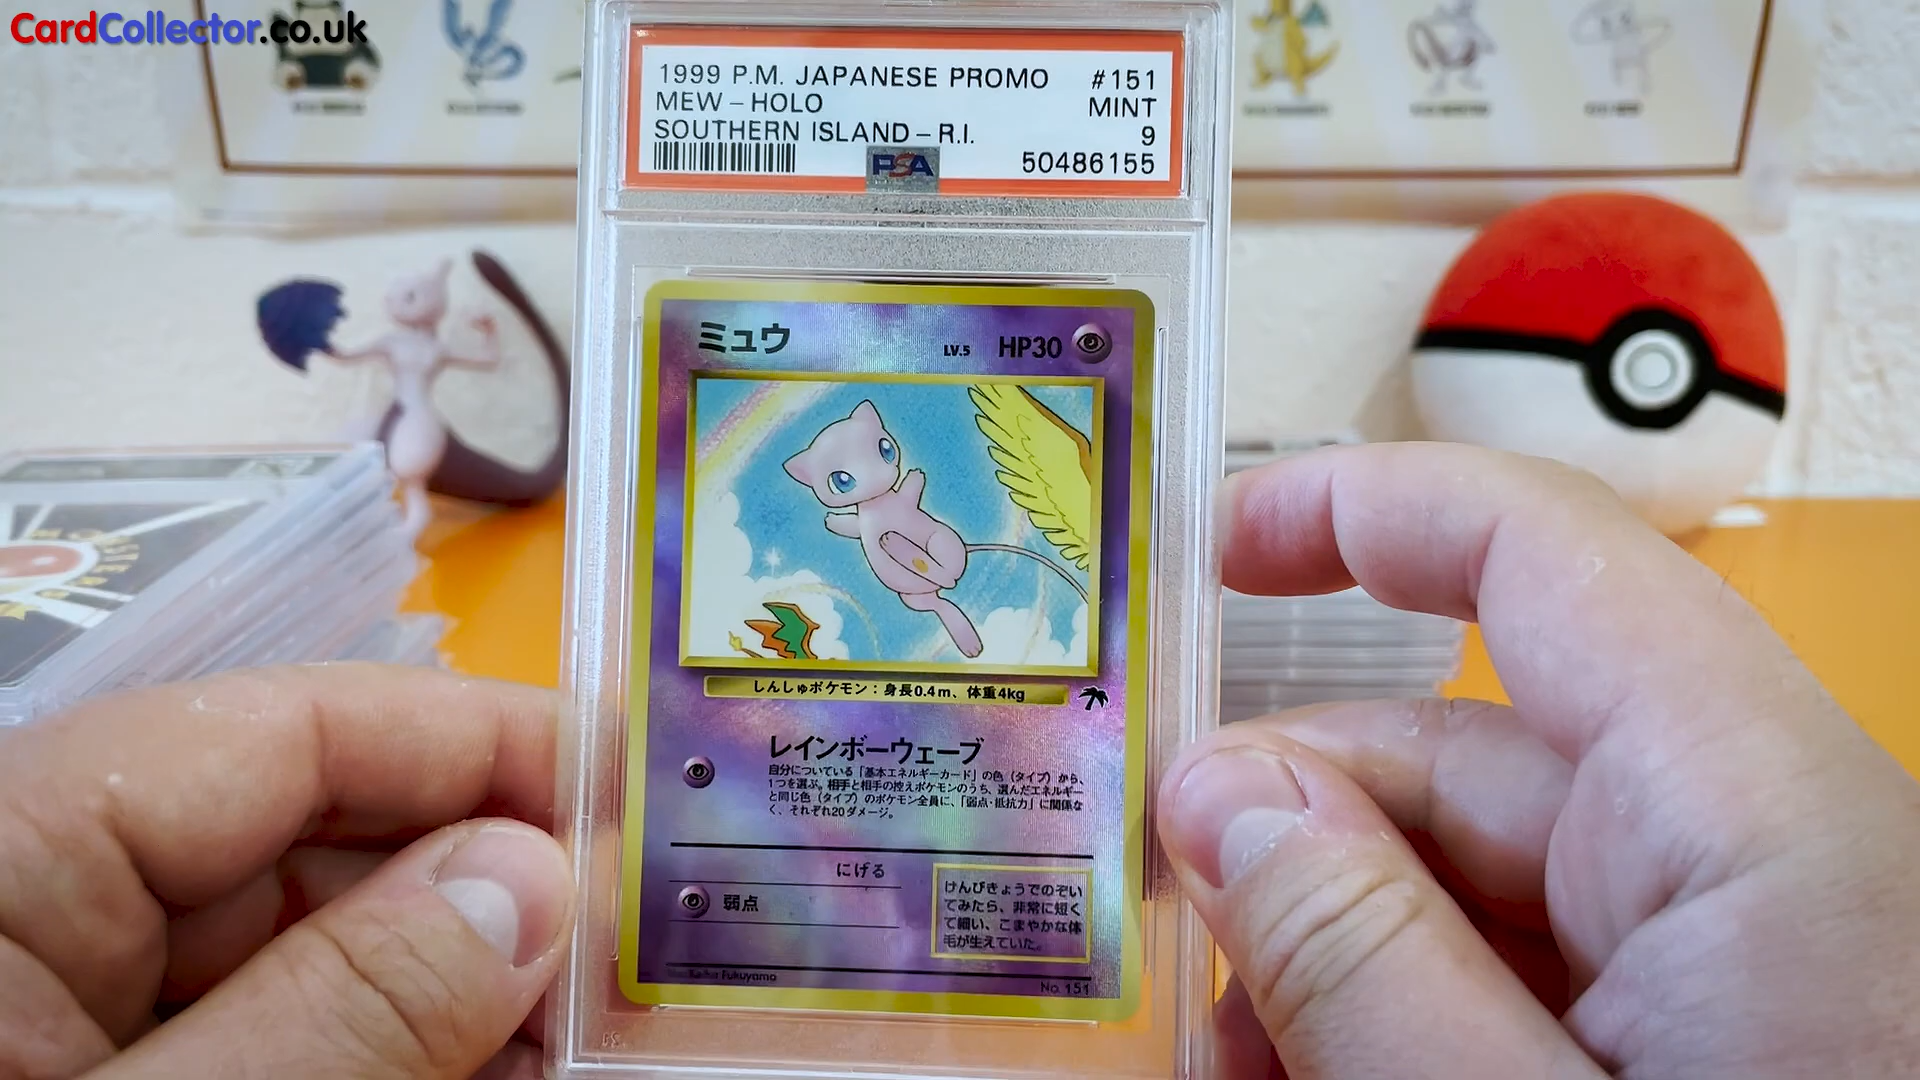 CardCollector.co.uk
1999 P.M. JAPANESE PROMO #151
MEW - HOLO MINT
SOUTHERN ISLAND - R.I. 9
PSA 50486155
ミュウ LV.5 HP30
しんしゅポケモン：身長0.4m、体重4kg
レインボーウェーブ
自分についている「基本エネルギーカード」の色（タイプ）から、
1つを選ぶ。相手と相手の控えポケモンのうち、選んだエネルギー
と同じ色（タイプ）のポケモン全員に、「弱点・抵抗力」に関係な
く、それぞれ20ダメージ。
にげる
弱点
けんびきょうでのぞい
てみたら、非常に短く
て細い、こまやかな体
毛が生えていた。
Keiko Fukuyama
No. 151